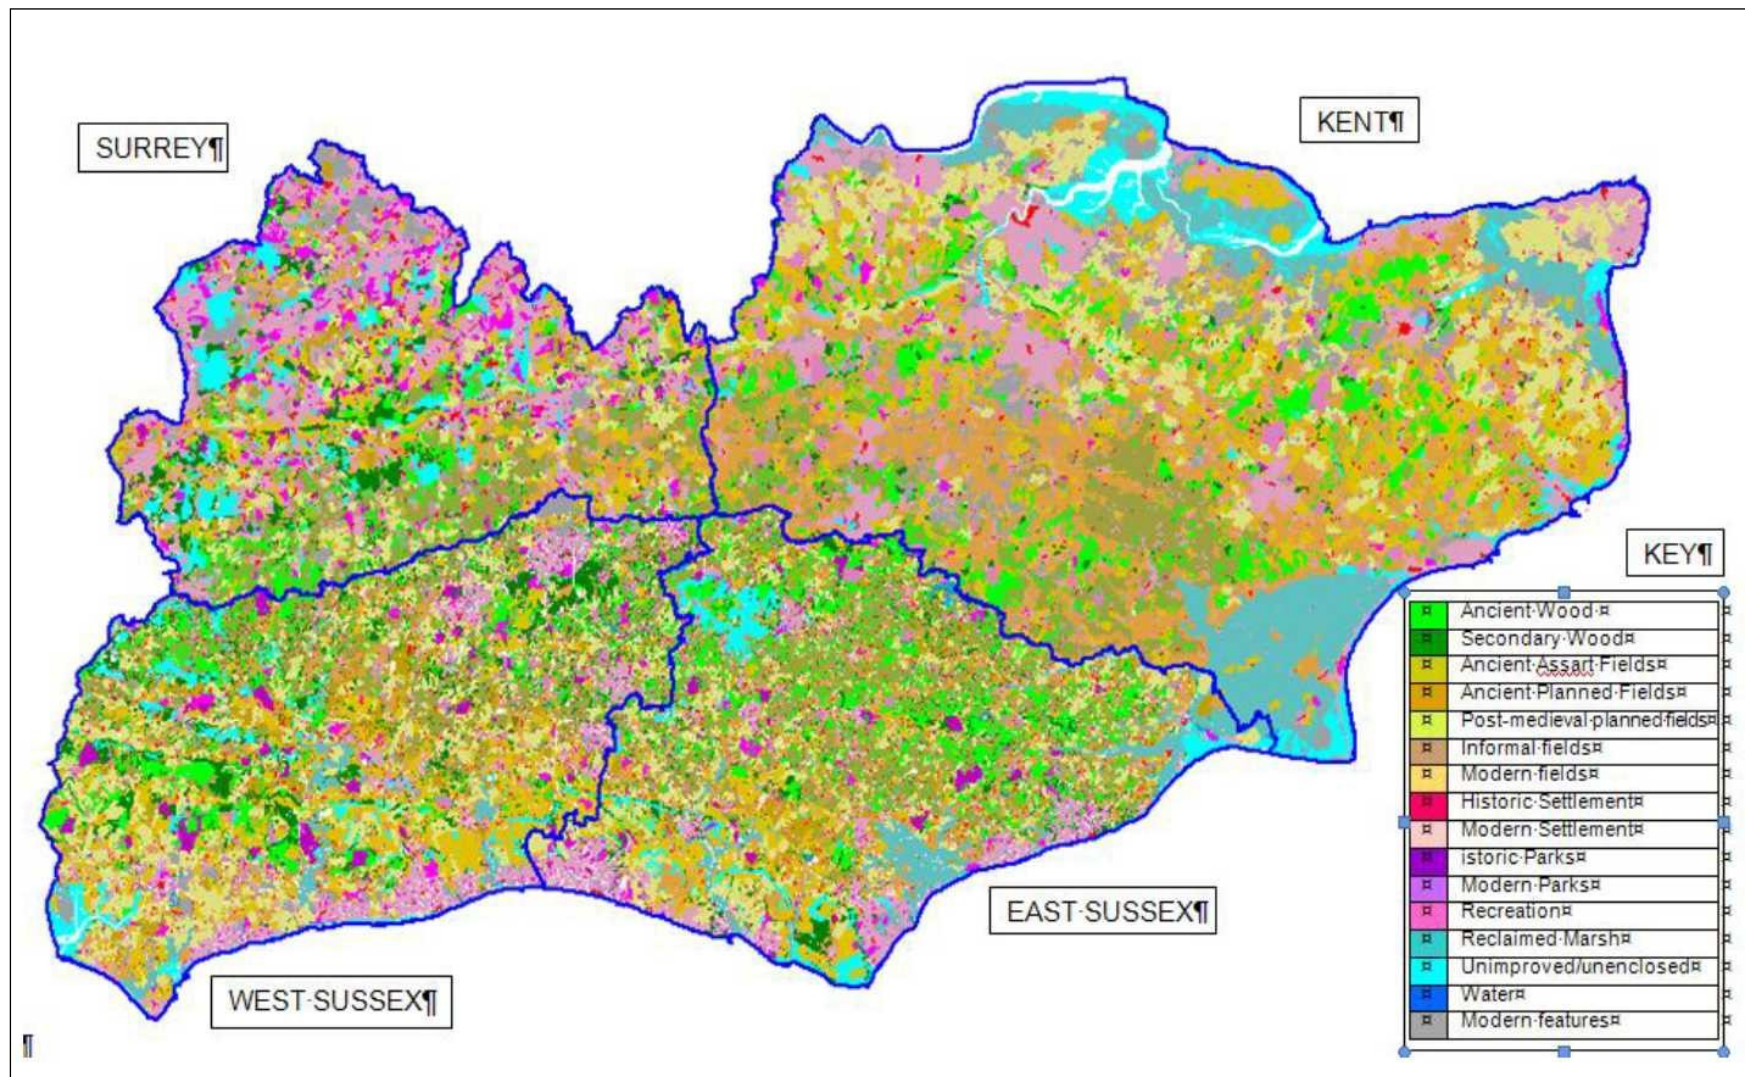 SURREY¶
KENT¶
KEY¶
¤ Ancient·Wood·¤ ¤
¤ Secondary·Wood¤ ¤
¤ Ancient·Assart·Fields¤ ¤
¤ Ancient·Planned·Fields¤ ¤
¤ Post-medieval·planned·fields¤ ¤
¤ Informal·fields¤ ¤
¤ Modern·fields¤ ¤
¤ Historic·Settlement¤ ¤
¤ Modern·Settlement¤ ¤
¤ istoric·Parks¤ ¤
¤ Modern·Parks¤ ¤
¤ Recreation¤ ¤
¤ Reclaimed·Marsh¤ ¤
¤ Unimproved/unenclosed¤ ¤
¤ Water¤ ¤
¤ Modern·features¤ ¤
EAST·SUSSEX¶
WEST·SUSSEX¶
¶